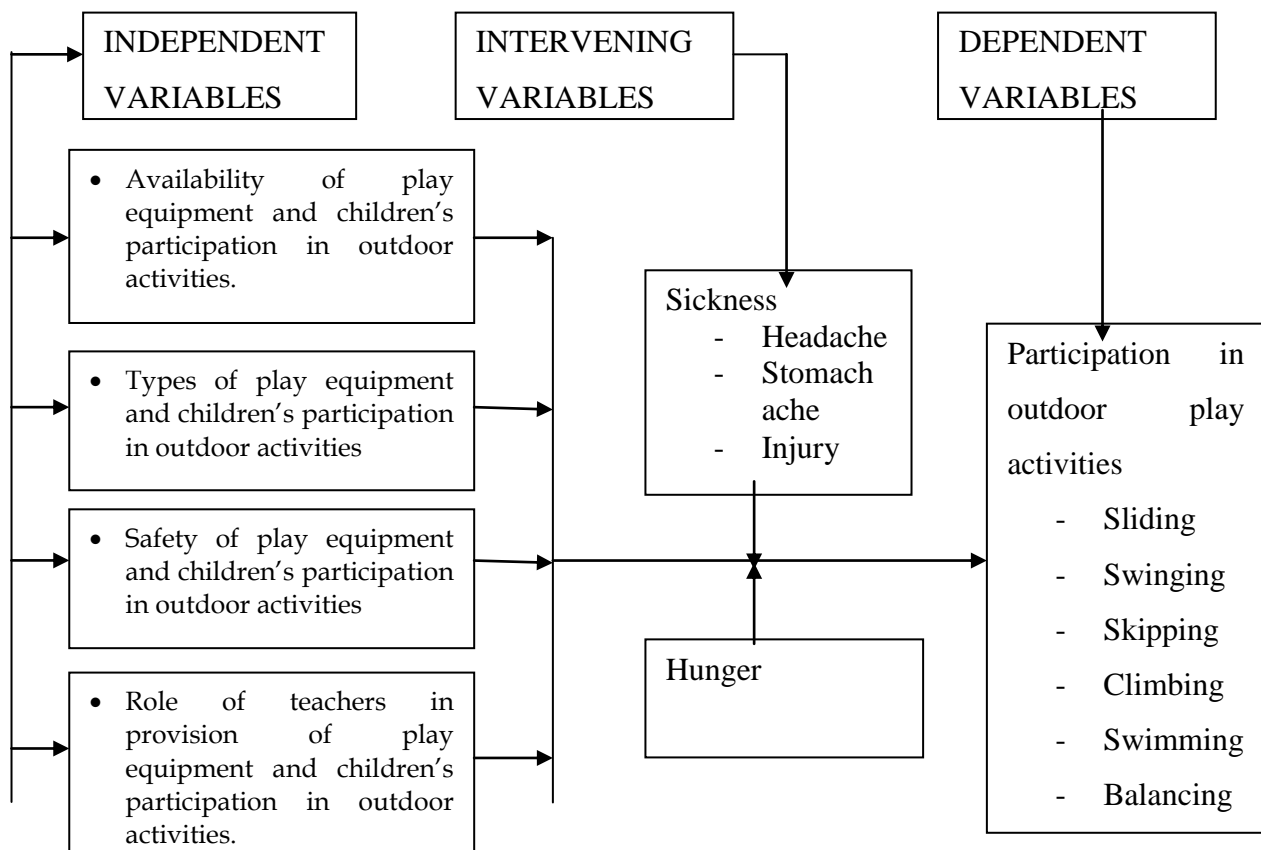 INDEPENDENT
VARIABLES
INTERVENING
VARIABLES
DEPENDENT
VARIABLES
• Availability of play
equipment and children’s
participation in outdoor
activities.
• Types of play equipment
and children’s participation
in outdoor activities
• Safety of play equipment
and children’s participation
in outdoor activities
• Role of teachers in
provision of play
equipment and children’s
participation in outdoor
activities.
Sickness
- Headache
- Stomach
ache
- Injury
Hunger
Participation in
outdoor play
activities
- Sliding
- Swinging
- Skipping
- Climbing
- Swimming
- Balancing